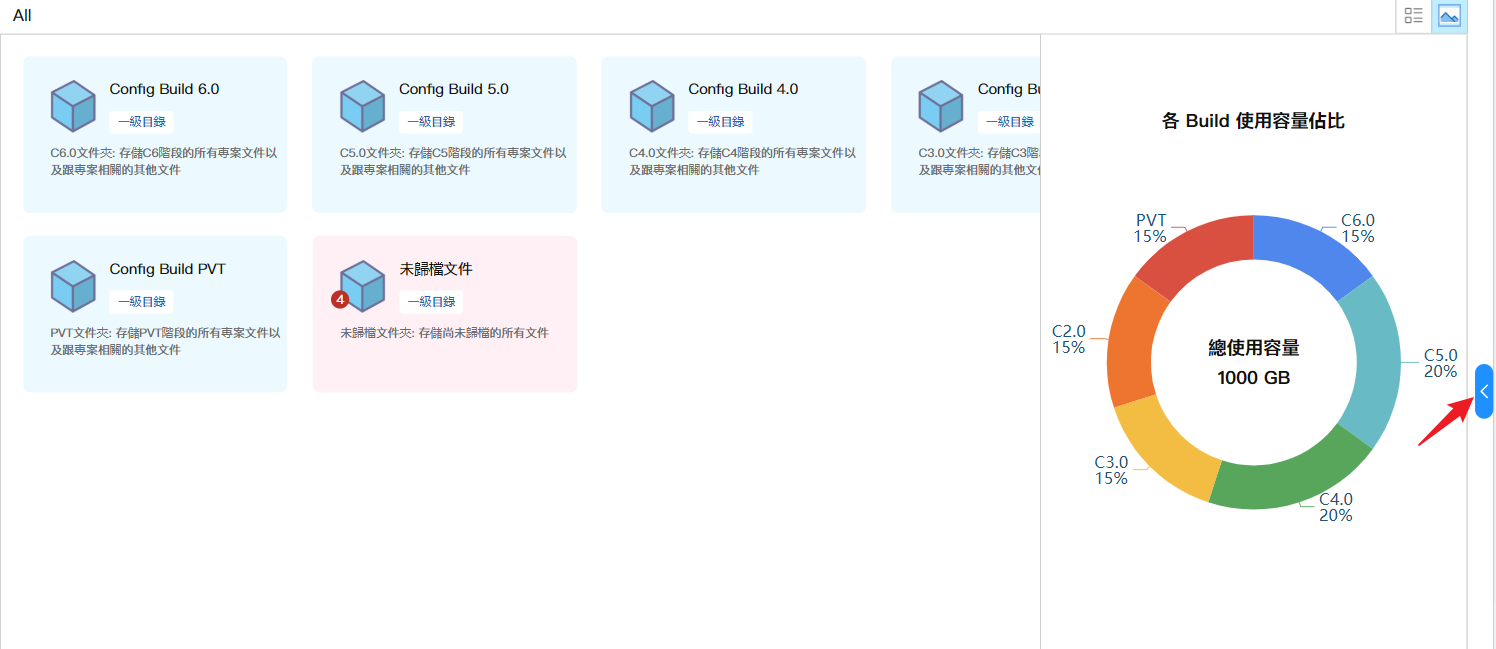 All
Config Build 6.0
一級目錄
C6.0文件夾: 存儲C6階段的所有專案文件以
及跟專案相關的其他文件
Config Build 5.0
一級目錄
C5.0文件夾: 存儲C5階段的所有專案文件以
及跟專案相關的其他文件
Config Build 4.0
一級目錄
C4.0文件夾: 存儲C4階段的所有專案文件以
及跟專案相關的其他文件
Config Bu
一級目錄
C3.0文件夾: 存儲C3階
及跟專案相關的其他文
Config Build PVT
一級目錄
PVT文件夾: 存儲PVT階段的所有專案文件以
及跟專案相關的其他文件
未歸檔文件
4
一級目錄
未歸檔文件夾: 存儲尚未歸檔的所有文件
各 Build 使用容量佔比
PVT
15%
C6.0
15%
C2.0
15%
總使用容量
1000 GB
C5.0
20%
C3.0
15%
C4.0
20%